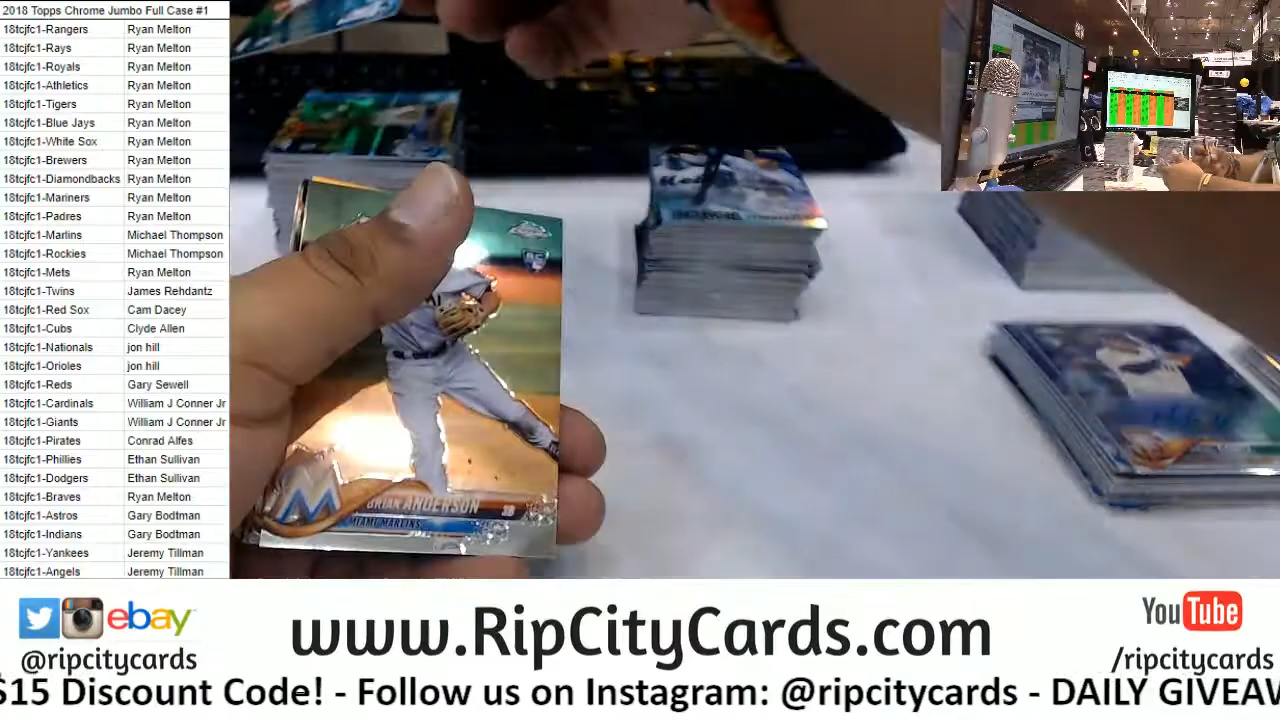 2018 Topps Chrome Jumbo Full Case #1
18tcjfc1-Rangers Ryan Melton
18tcjfc1-Rays Ryan Melton
18tcjfc1-Royals Ryan Melton
18tcjfc1-Athletics Ryan Melton
18tcjfc1-Tigers Ryan Melton
18tcjfc1-Blue Jays Ryan Melton
18tcjfc1-White Sox Ryan Melton
18tcjfc1-Brewers Ryan Melton
18tcjfc1-Diamondbacks Ryan Melton
18tcjfc1-Mariners Ryan Melton
18tcjfc1-Padres Ryan Melton
18tcjfc1-Marlins Michael Thompson
18tcjfc1-Rockies Michael Thompson
18tcjfc1-Mets Ryan Melton
18tcjfc1-Twins James Rehdantz
18tcjfc1-Red Sox Cam Dacey
18tcjfc1-Cubs Clyde Allen
18tcjfc1-Nationals jon hill
18tcjfc1-Orioles jon hill
18tcjfc1-Reds Gary Sewell
18tcjfc1-Cardinals William J Conner Jr
18tcjfc1-Giants William J Conner Jr
18tcjfc1-Pirates Conrad Alfes
18tcjfc1-Phillies Ethan Sullivan
18tcjfc1-Dodgers Ethan Sullivan
18tcjfc1-Braves Ryan Melton
18tcjfc1-Astros Gary Bodtman
18tcjfc1-Indians Gary Bodtman
18tcjfc1-Yankees Jeremy Tillman
18tcjfc1-Angels Jeremy Tillman
RC
BRIAN ANDERSON 3B
MIAMI MARLINS
ebay
@ripcitycards
www.RipCityCards.com
YouTube
/ripcitycards
$15 Discount Code! - Follow us on Instagram: @ripcitycards - DAILY GIVEAW